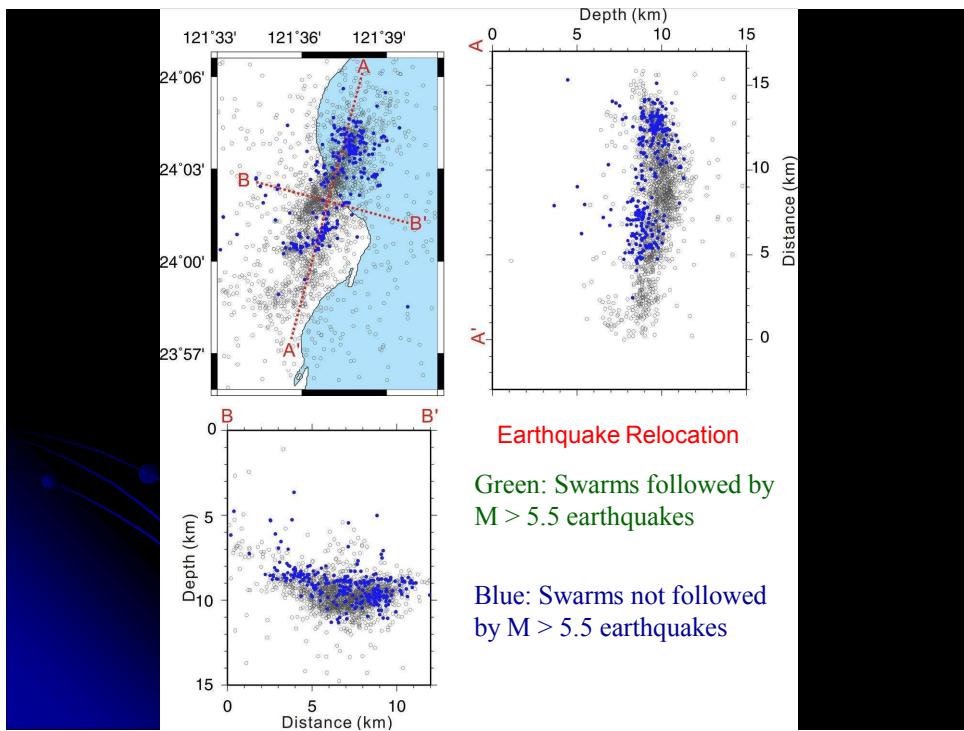 121°33' 121°36' 121°39'
24°06'
24°03'
24°00'
23°57'
A
B
B'
A'
Depth (km)
0 5 10 15
A
15
10
5
0
Distance (km)
A'
B B'
0
5
10
15
Depth (km)
0 5 10
Distance (km)
Earthquake Relocation
Green: Swarms followed by
M > 5.5 earthquakes
Blue: Swarms not followed
by M > 5.5 earthquakes